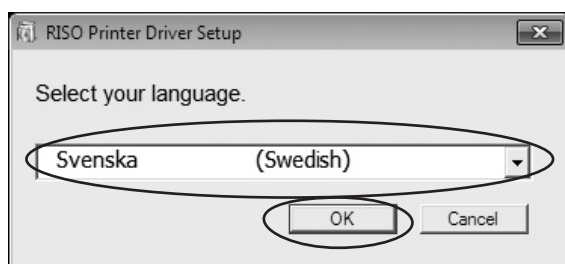 RISO Printer Driver Setup
Select your language.
Svenska (Swedish)
OK Cancel